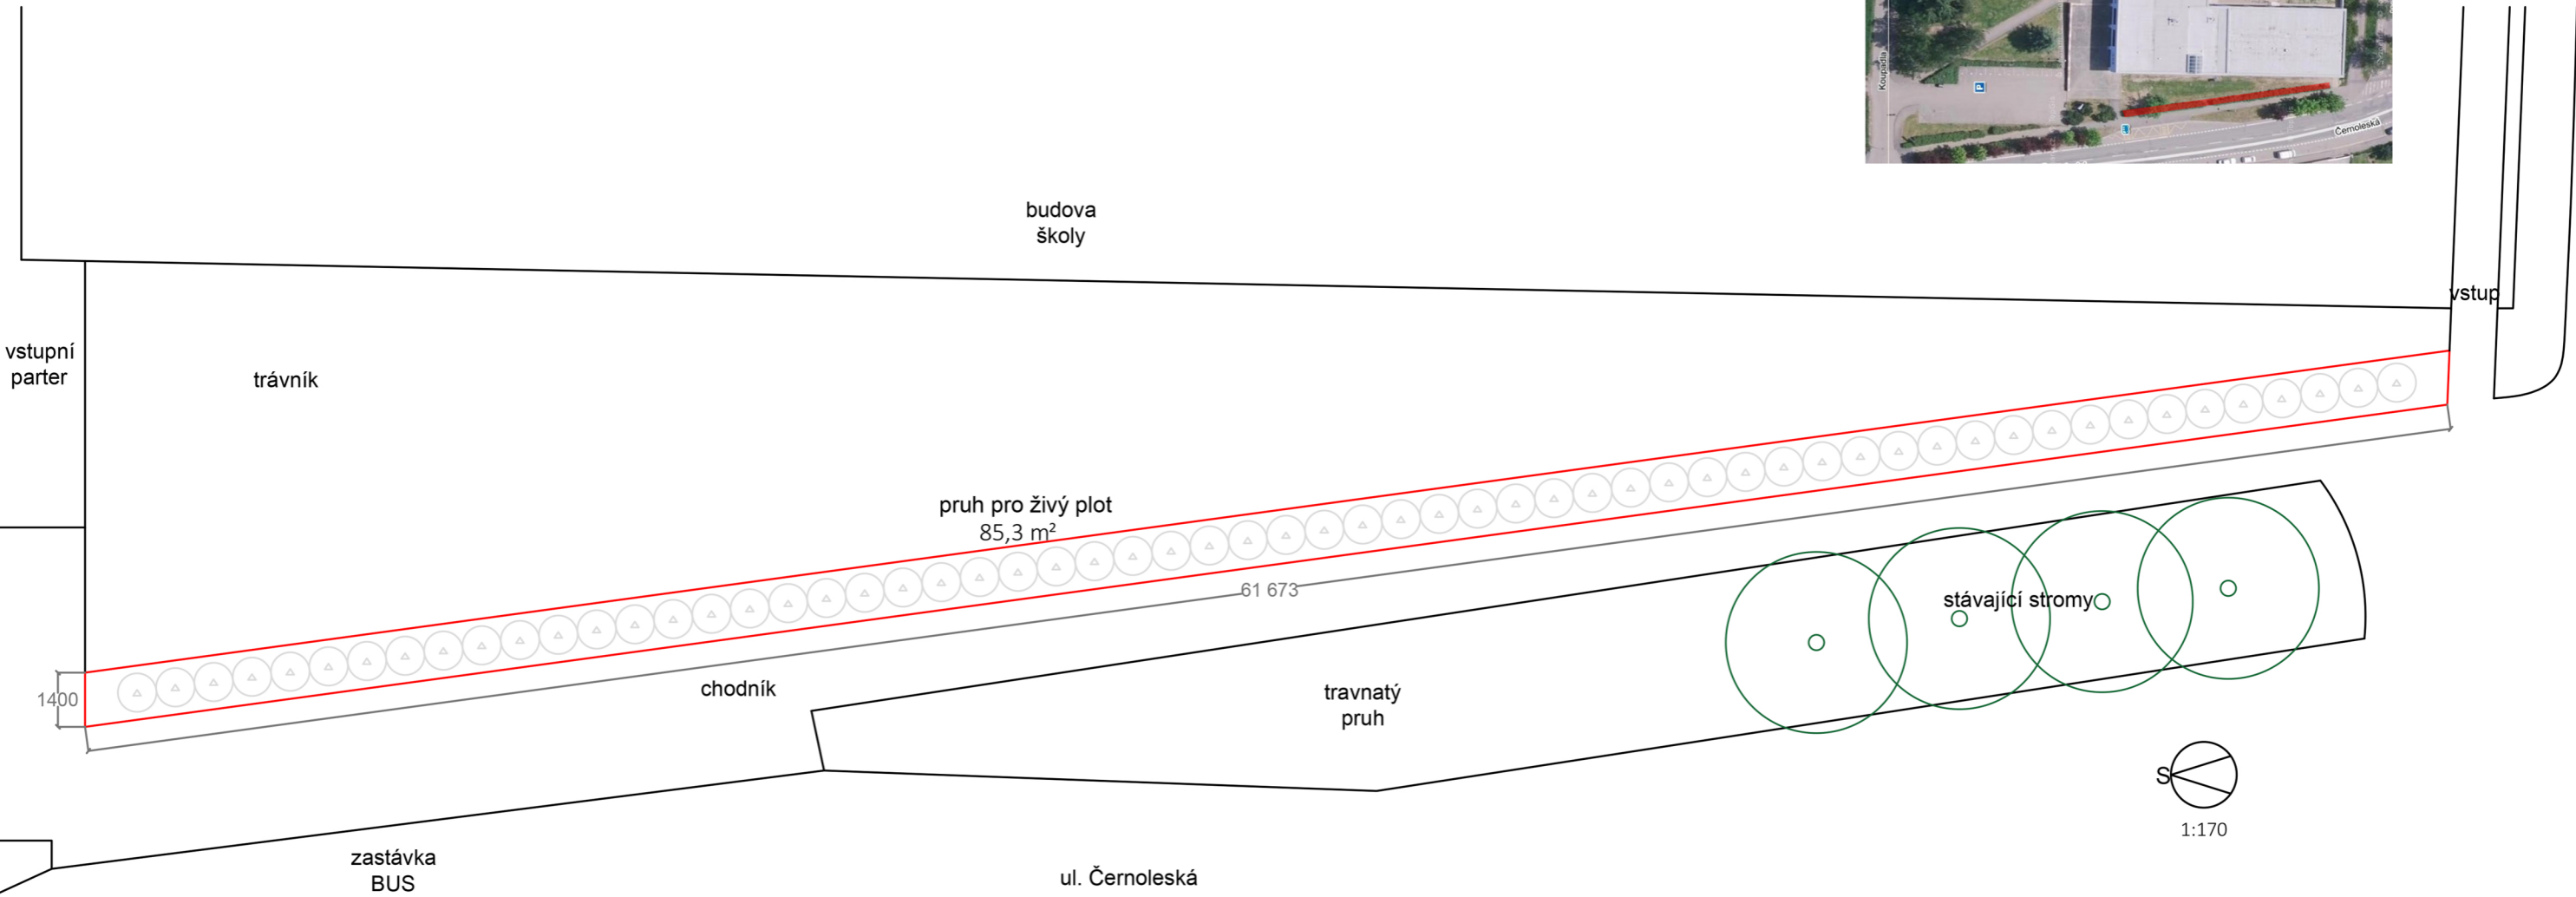 Koupadla
P
Černoleská
budova
školy
vstup
vstupní
parter
trávník
pruh pro živý plot
85,3 m²
61 673
stávající stromy
1400
chodník
travnatý
pruh
S
1:170
zastávka
BUS
ul. Černoleská